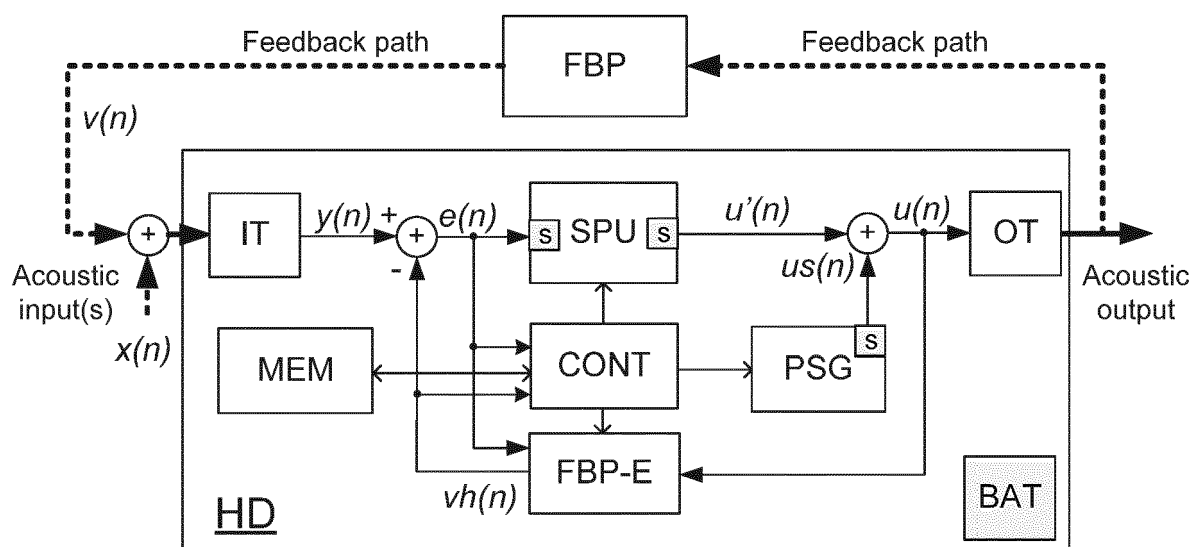 Feedback path
FBP
Feedback path
v(n)
+
Acoustic
input(s)
x(n)
IT
y(n)
+
+
-
e(n)
s
SPU
s
u'(n)
+
us(n)
u(n)
OT
Acoustic
output
MEM
CONT
PSG
s
vh(n)
FBP-E
HD
BAT